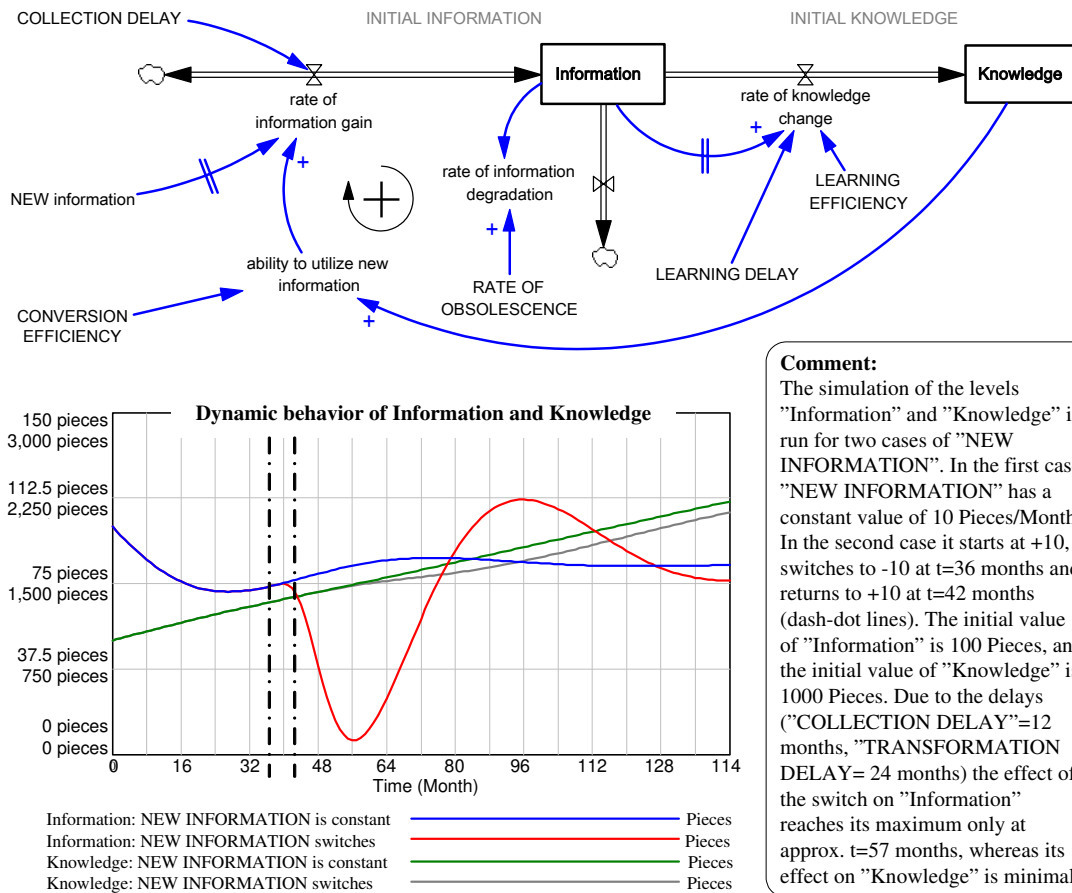 COLLECTION DELAY
INITIAL INFORMATION
INITIAL KNOWLEDGE
Information
Knowledge
rate of
information gain
rate of knowledge
change
+
+
NEW information
rate of information
degradation
LEARNING
EFFICIENCY
+
+
ability to utilize new
information
RATE OF
OBSOLESCENCE
LEARNING DELAY
CONVERSION
EFFICIENCY
+
Dynamic behavior of Information and Knowledge
150 pieces
3,000 pieces
112.5 pieces
2,250 pieces
75 pieces
1,500 pieces
37.5 pieces
750 pieces
0 pieces
0 pieces
0 16 32 48 64 80 96 112 128 114
Time (Month)
Information: NEW INFORMATION is constant Pieces
Information: NEW INFORMATION switches Pieces
Knowledge: NEW INFORMATION is constant Pieces
Knowledge: NEW INFORMATION switches Pieces
Comment:
The simulation of the levels
”Information” and ”Knowledge” i
run for two cases of ”NEW
INFORMATION”. In the first cas
”NEW INFORMATION” has a
constant value of 10 Pieces/Month
In the second case it starts at +10,
switches to -10 at t=36 months and
returns to +10 at t=42 months
(dash-dot lines). The initial value
of ”Information” is 100 Pieces, an
the initial value of ”Knowledge” i
1000 Pieces. Due to the delays
(”COLLECTION DELAY”=12
months, ”TRANSFORMATION
DELAY= 24 months) the effect of
the switch on ”Information”
reaches its maximum only at
approx. t=57 months, whereas its
effect on ”Knowledge” is minimal